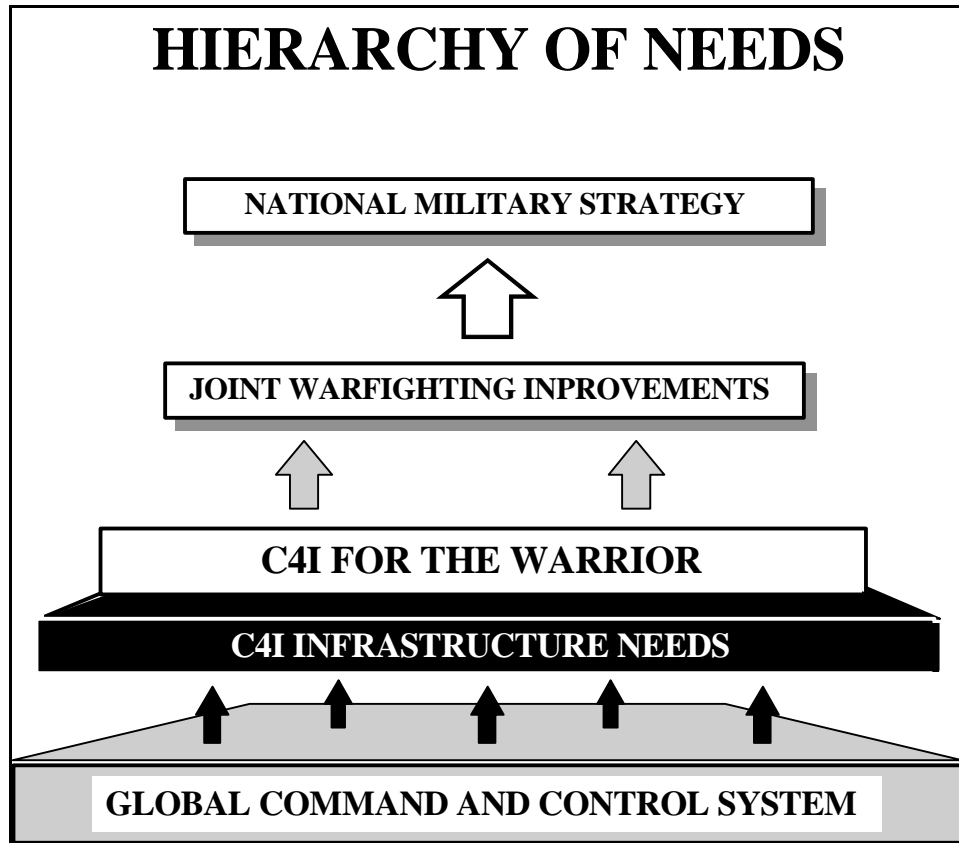 HIERARCHY OF NEEDS
NATIONAL MILITARY STRATEGY
JOINT WARFIGHTING INPROVEMENTS
C4I FOR THE WARRIOR
C4I INFRASTRUCTURE NEEDS
GLOBAL COMMAND AND CONTROL SYSTEM